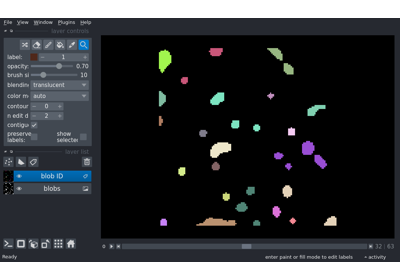 File View Window Plugins Help
layer controls
label: 1
opacity: 0.70
brush si 10
blending translucent
color m auto
contour 0
n edit d 2
contigu
preserve labels: show selected
layer list
blob ID
blobs
32 63
Ready
enter paint or fill mode to edit labels
activity